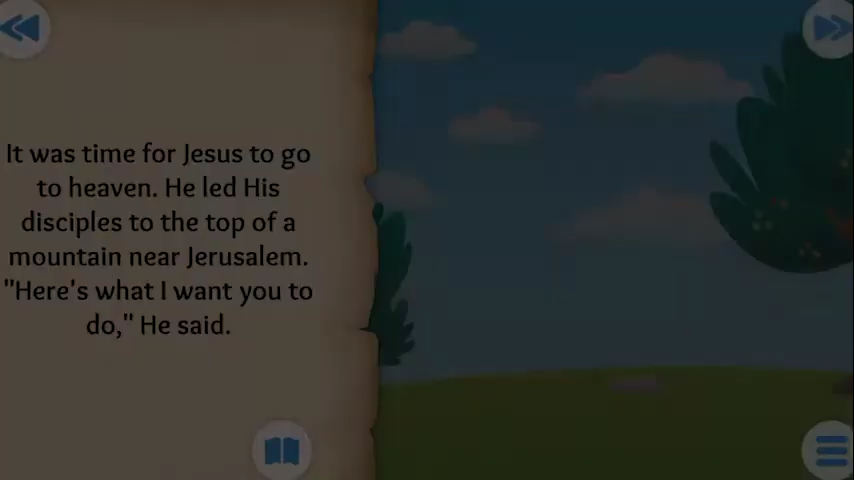 It was time for Jesus to go
to heaven. He led His
disciples to the top of a
mountain near Jerusalem.
"Here's what I want you to
do," He said.